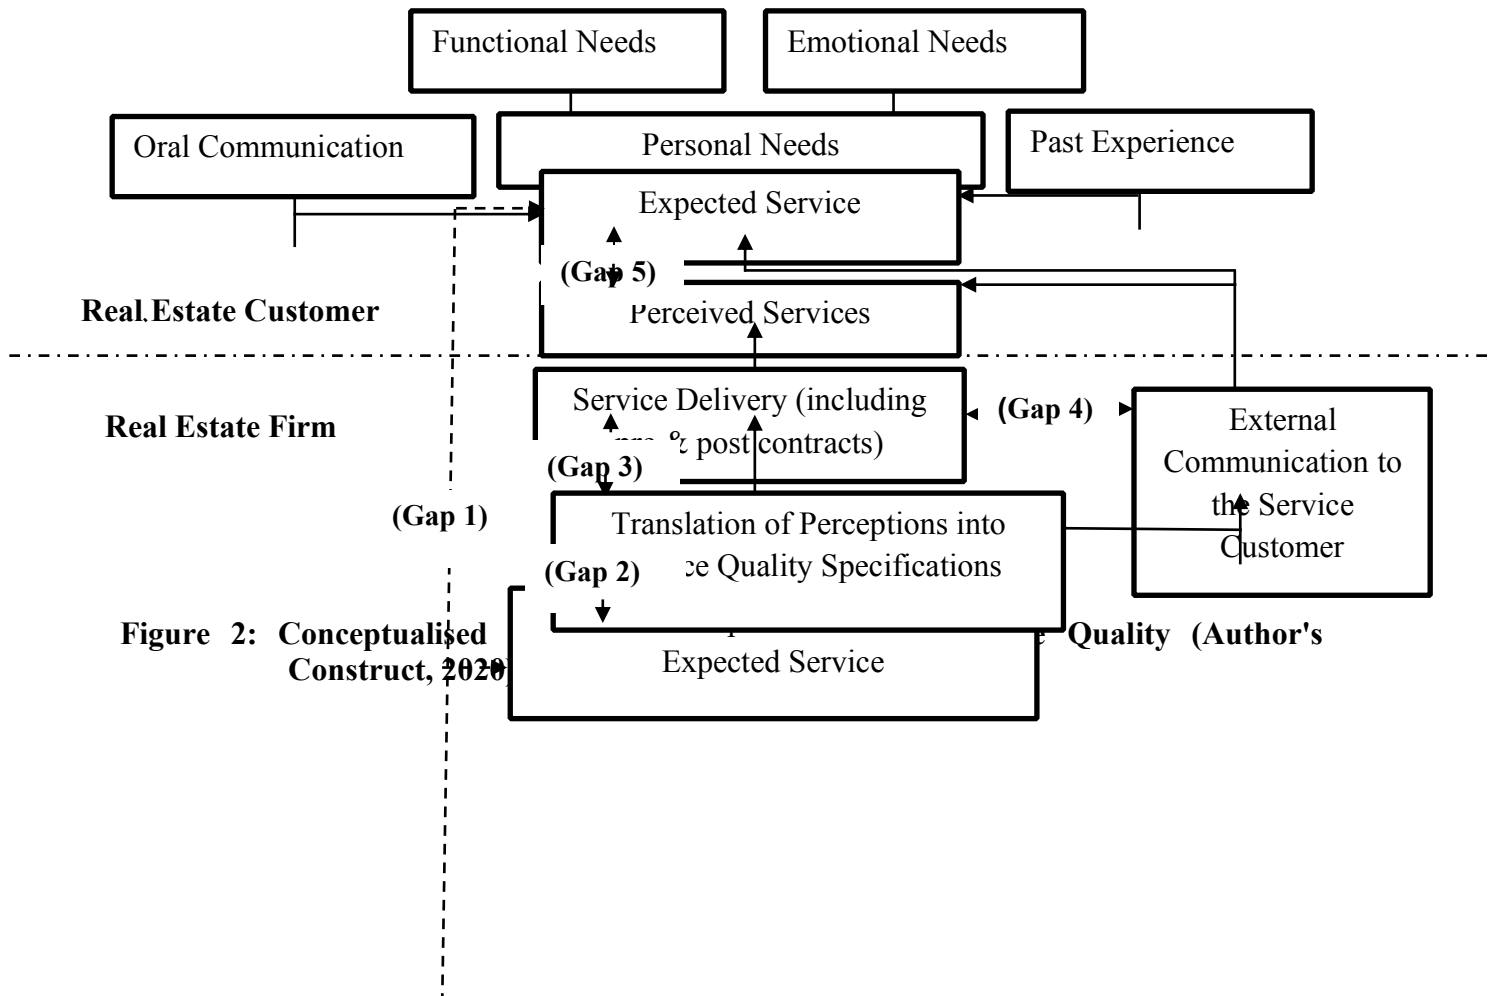 Functional Needs
Emotional Needs
Oral Communication
Personal Needs
Past Experience
Expected Service
(Gap 5)
Real Estate Customer
Perceived Services
Service Delivery (including
& post contracts)
(Gap 4)
Real Estate Firm
External
Communication to
the Service
Customer
(Gap 3)
(Gap 1)
Translation of Perceptions into
Quality Specifications
(Gap 2)
Figure 2: Conceptualised
Quality (Author's
Construct, 2020)
Expected Service